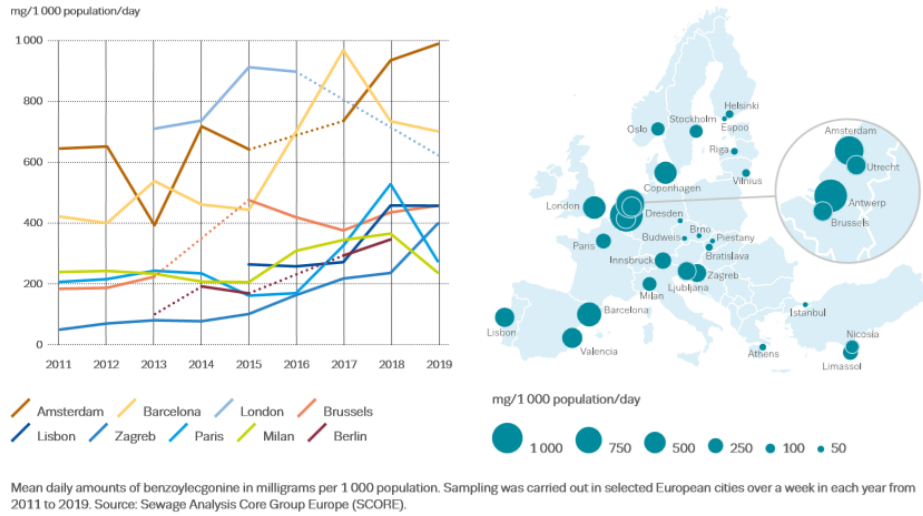 mg/1 000 population/day
1 000
800
600
400
200
0
2011 2012 2013 2014 2015 2016 2017 2018 2019
Amsterdam Barcelona London Brussels
Lisbon Zagreb Paris Milan Berlin
Helsinki
Stockholm
Oslo
Espoo
Riga
Vilnius
Copenhagen
London
Dresden
Brno
Paris
Budweis
Piestany
Bratislava
Innsbruck
Zagreb
Ljubljana
Milan
Barcelona
Istanbul
Lisbon
Valencia
Athens
Nicosia
Limassol
Amsterdam
Utrecht
Antwerp
Brussels
mg/1 000 population/day
1 000 750 500 250 100 50
Mean daily amounts of benzoylecgonine in milligrams per 1 000 population. Sampling was carried out in selected European cities over a week in each year from
2011 to 2019. Source: Sewage Analysis Core Group Europe (SCORE).